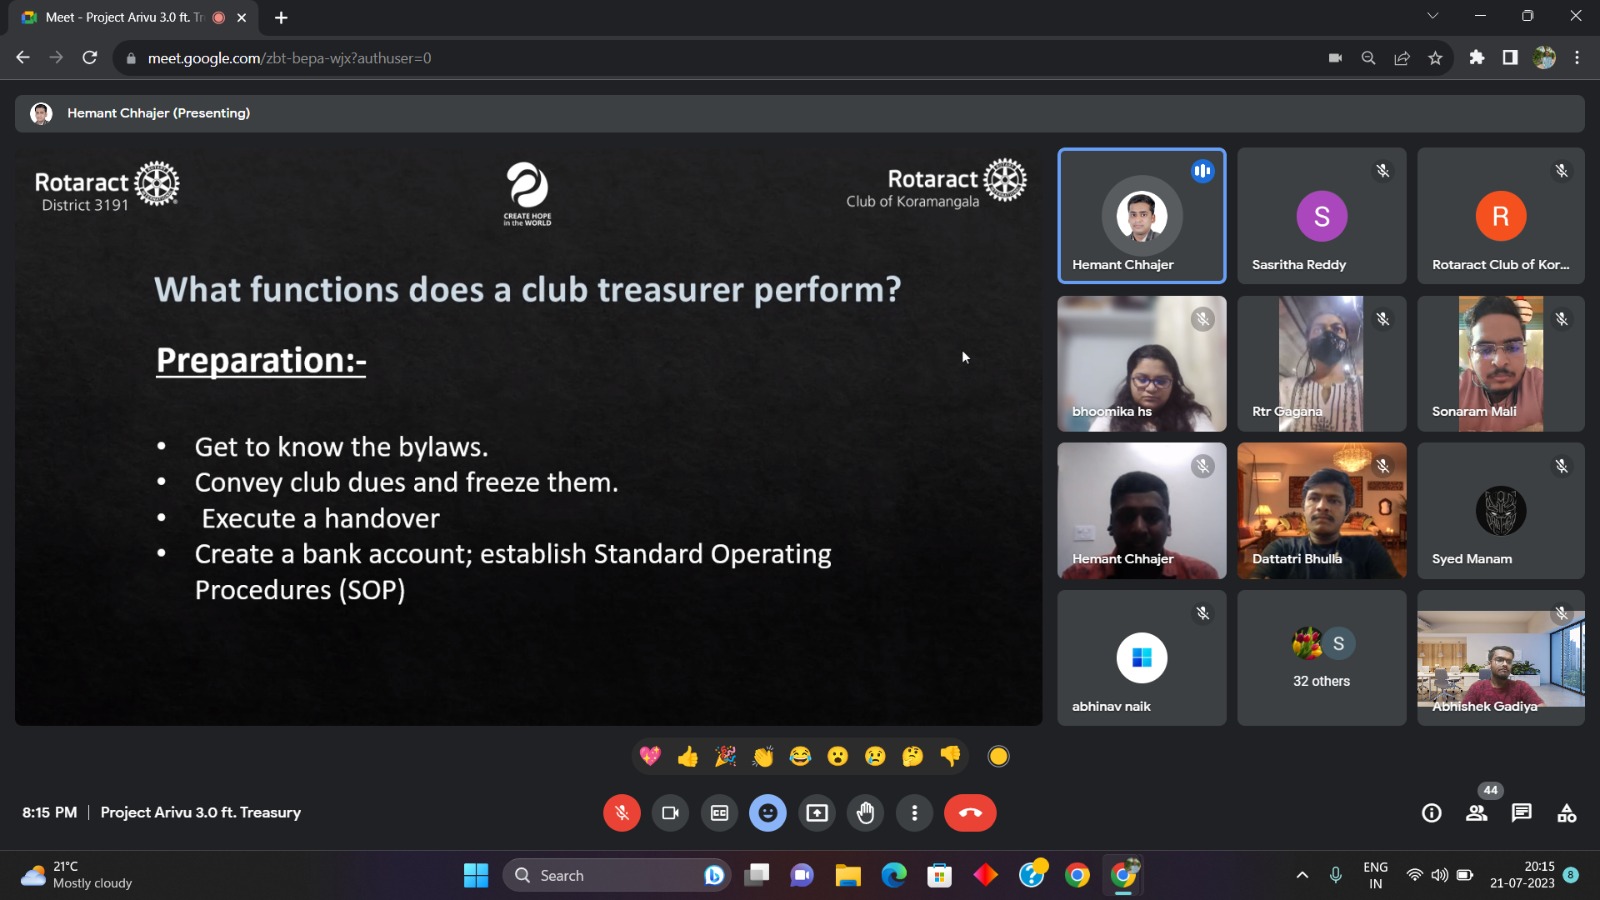 Meet - Project Arivu 3.0 ft. Tr
meet.google.com/zbt-bepa-wjx?authuser=0
Hemant Chhajer (Presenting)
Rotaract
District 3191
CREATE HOPE
in the WORLD
Rotaract
Club of Koramangala
What functions does a club treasurer perform?
Preparation:-
• Get to know the bylaws.
• Convey club dues and freeze them.
• Execute a handover
• Create a bank account; establish Standard Operating
Procedures (SOP)
Hemant Chhajer
S
Sasritha Reddy
R
Rotaract Club of Kor...
bhoomika hs
Rtr Gagana
Sonaram Mali
Hemant Chhajer
Dattatri Bhulla
Syed Manam
abhinav naik
S
32 others
Abhishek Gadiya
8:15 PM | Project Arivu 3.0 ft. Treasury
CC
44
21°C
Mostly cloudy
Search
ENG
IN
20:15
21-07-2023
8